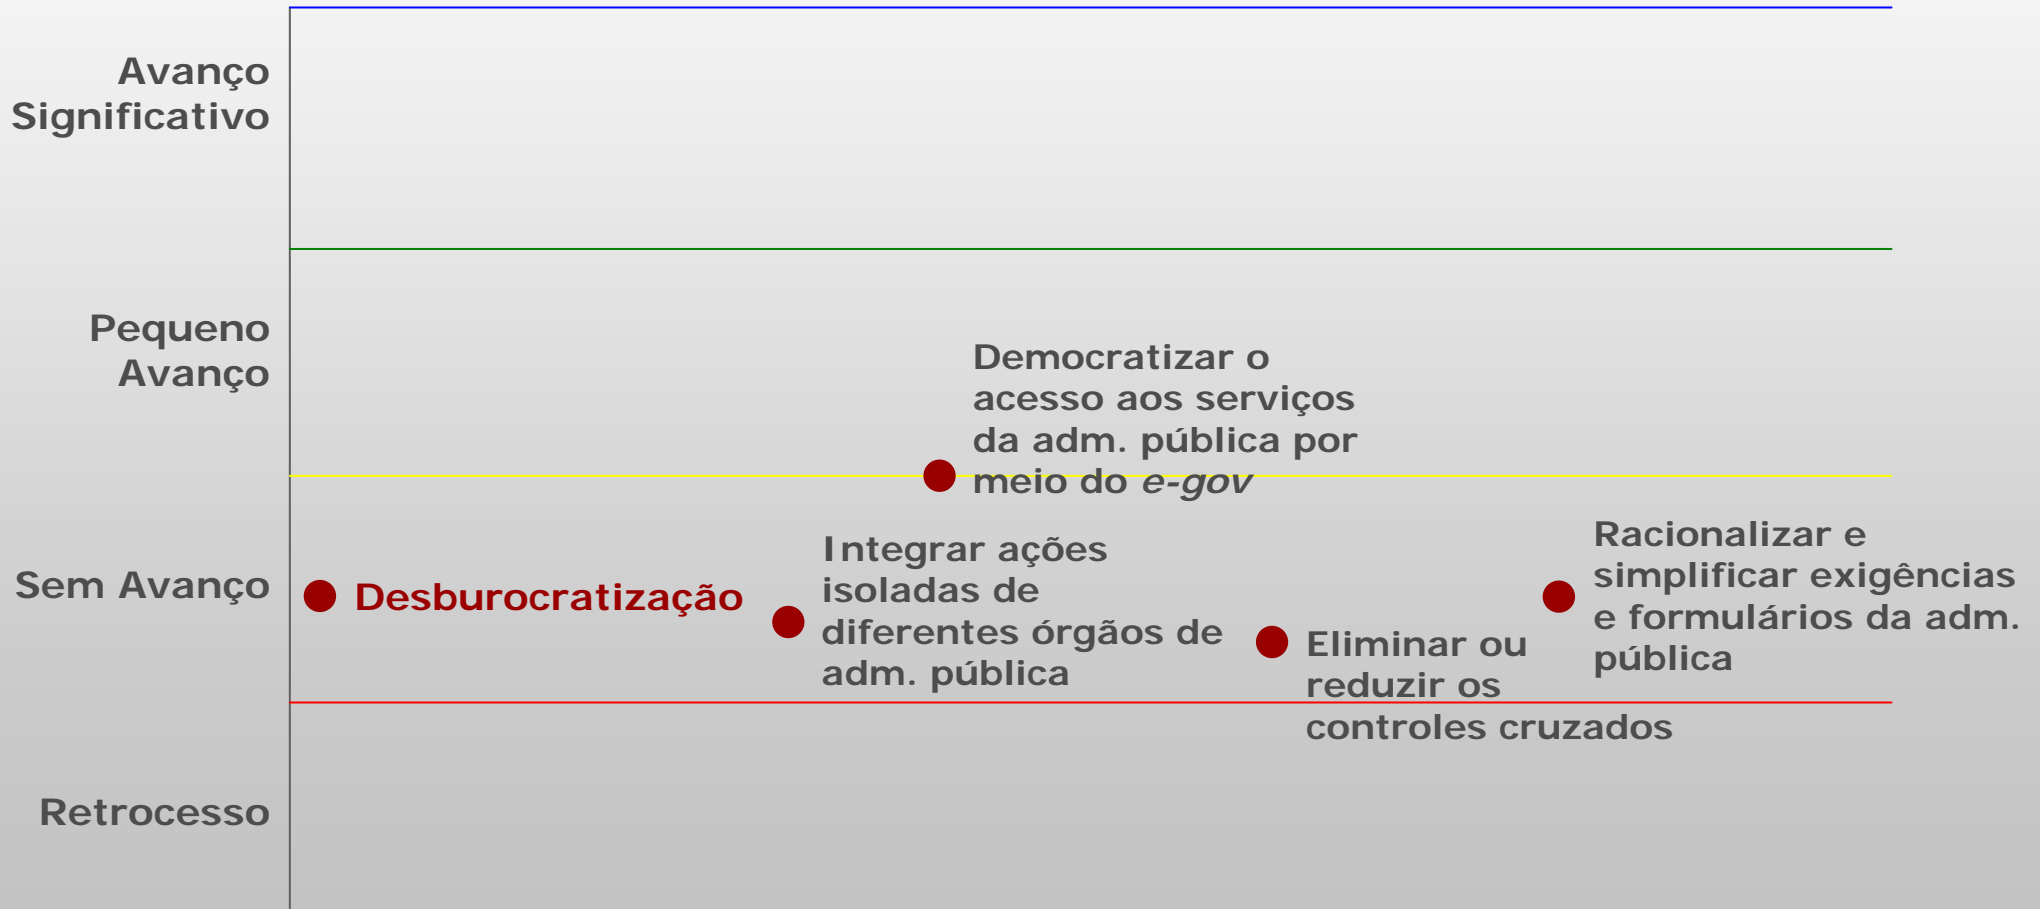 Avanço
Significativo
Pequeno
Avanço
Sem Avanço
Retrocesso
Desburocratização
Integrar ações
isoladas de
diferentes órgãos de
adm. pública
Democratizar o
acesso aos serviços
da adm. pública por
meio do e-gov
Eliminar ou
reduzir os
controles cruzados
Racionalizar e
simplificar exigências
e formulários da adm.
pública